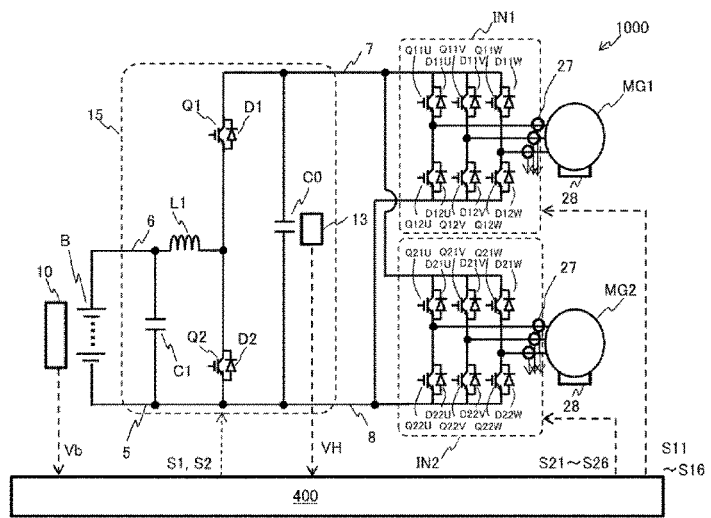 IN1
1000
7
Q11U Q11V Q11W
D11U D11V D11W
27
MG1
15
Q1 D1
C0
L1
13
6
B
10
D12U D12V D12W
Q12U Q12V Q12W
28
Q21U Q21V Q21W
D21U D21V D21W
27
MG2
Q2 D2
C1
D22U D22V D22W
Q22U Q22V Q22W
28
5
8
Vb
S1, S2
VH
IN2
S21～S26
S11
～S16
400